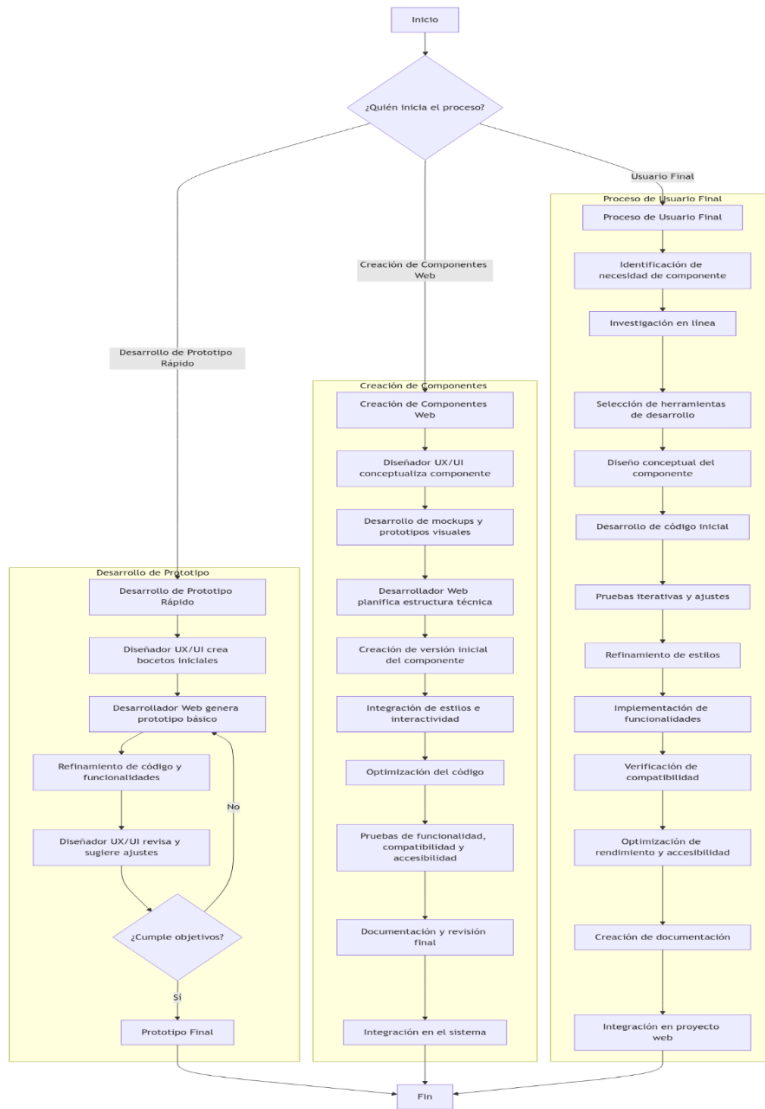 Inicio
¿Quién inicia el proceso?
Usuario Final
Creación de Componentes
Web
Desarrollo de Prototipo
Rápido
Desarrollo de Prototipo
Desarrollo de Prototipo
Rápido
Diseñador UX/UI crea
bocetos iniciales
Desarrollador Web genera
prototipo básico
Refinamiento de código y
funcionalidades
No
Diseñador UX/UI revisa y
sugiere ajustes
¿Cumple objetivos?
Sí
Prototipo Final
Creación de Componentes
Creación de Componentes
Web
Diseñador UX/UI
conceptualiza componente
Desarrollo de mockups y
prototipos visuales
Desarrollador Web
planifica estructura técnica
Creación de versión inicial
del componente
Integración de estilos e
interactividad
Optimización del código
Pruebas de funcionalidad,
compatibilidad y
accesibilidad
Documentación y revisión
final
Integración en el sistema
Proceso de Usuario Final
Proceso de Usuario Final
Identificación de
necesidad de componente
Investigación en línea
Selección de herramientas
de desarrollo
Diseño conceptual del
componente
Desarrollo de código inicial
Pruebas iterativas y ajustes
Refinamiento de estilos
Implementación de
funcionalidades
Verificación de
compatibilidad
Optimización de
rendimiento y accesibilidad
Creación de documentación
Integración en proyecto
web
Fin